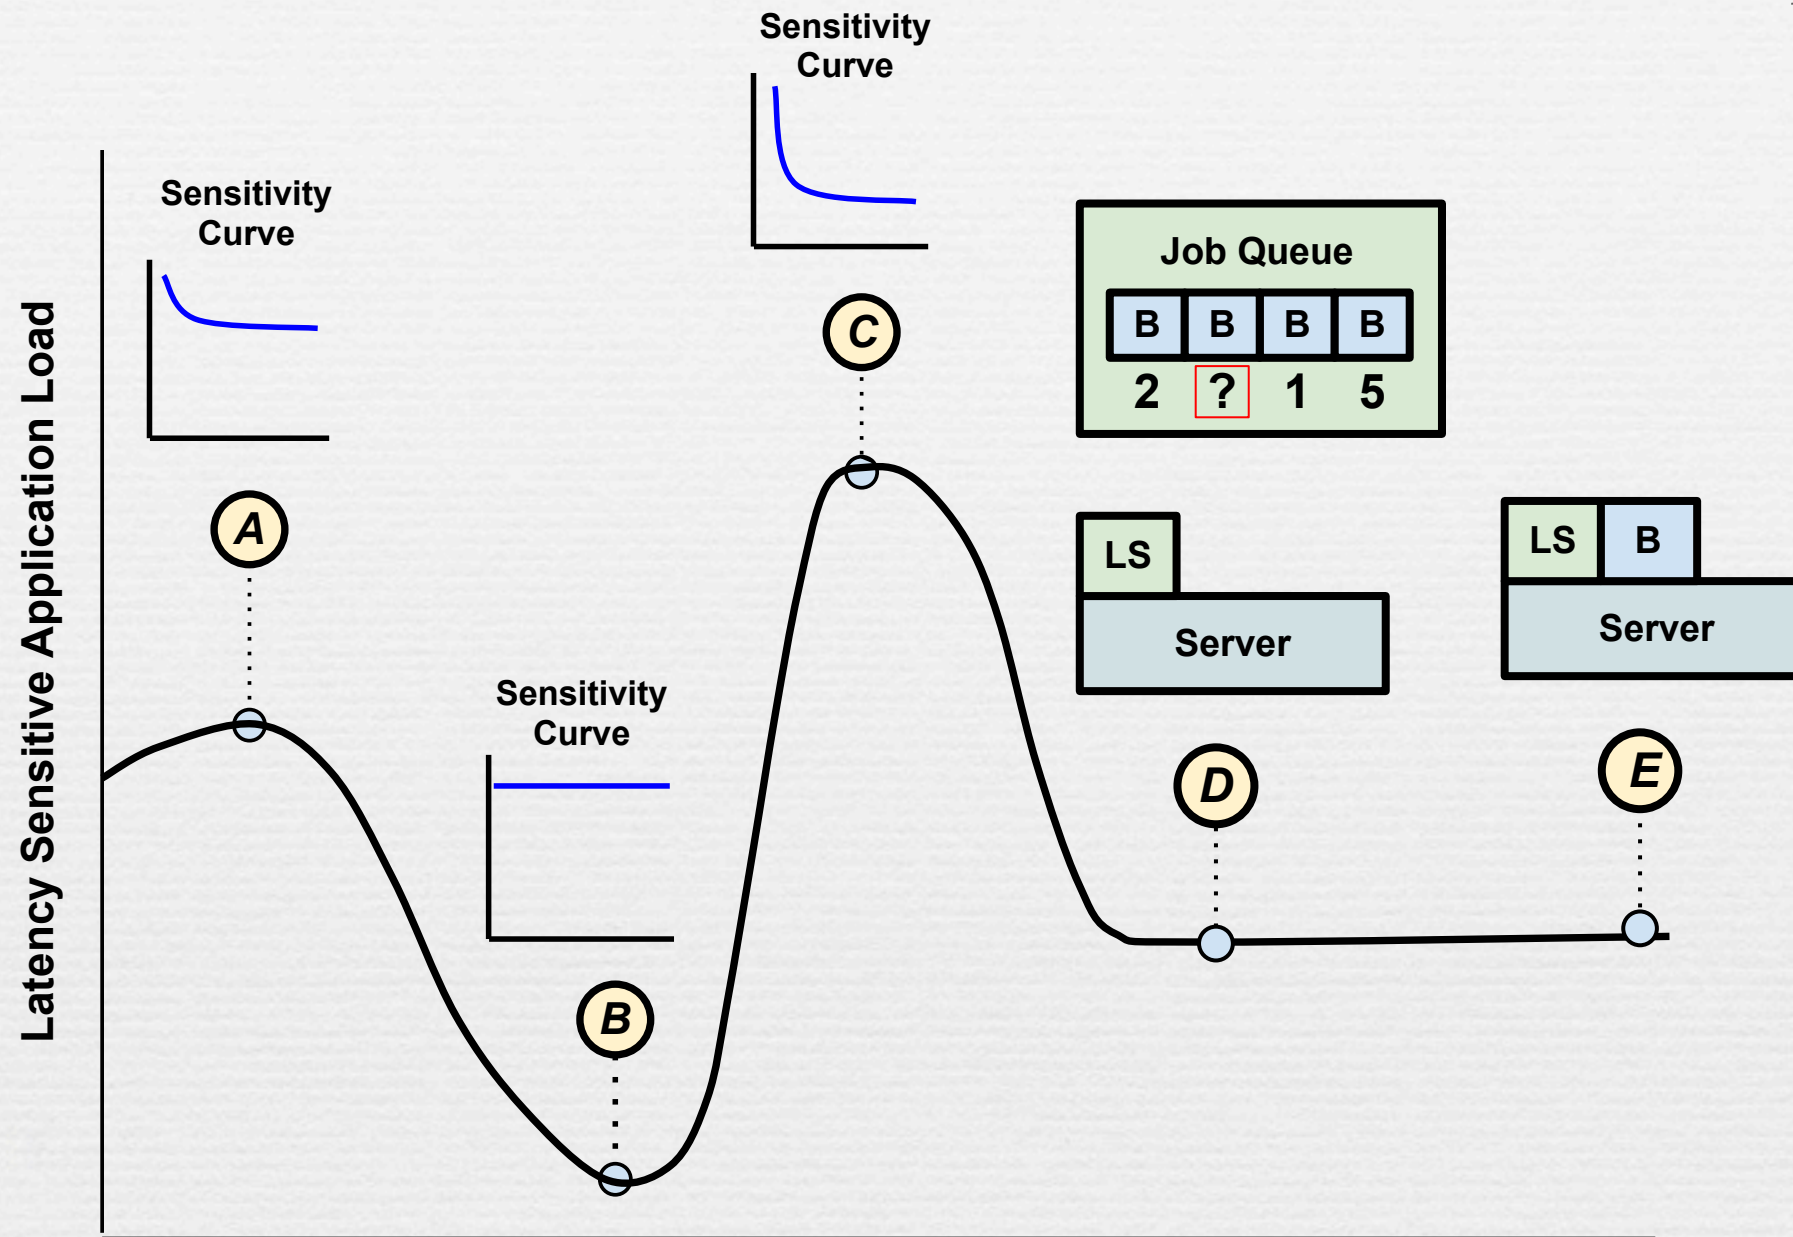 Sensitivity
Curve
Sensitivity
Curve
Job Queue
B B B B
2 ? 1 5
C
LS
Server
LS B
Server
A
Sensitivity
Curve
D
E
B
Latency Sensitive Application Load